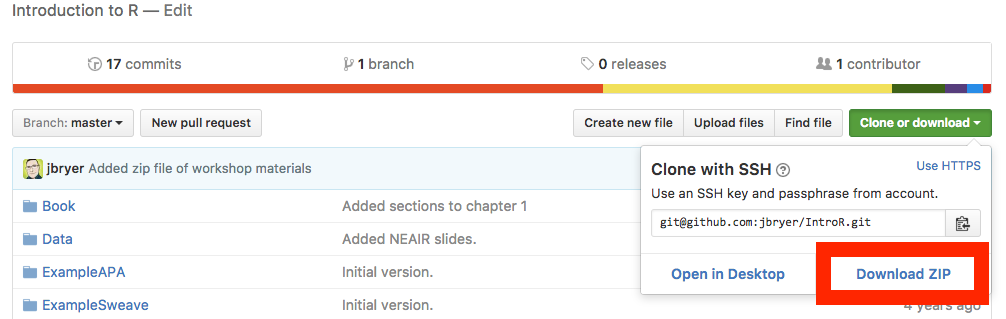 Introduction to R — Edit
17 commits
1 branch
0 releases
1 contributor
Branch: master
New pull request
Create new file
Upload files
Find file
Clone or download
jbryer Added zip file of workshop materials
Clone with SSH
Use HTTPS
Use an SSH key and passphrase from account.
git@github.com:jbryer/IntroR.git
Open in Desktop
Download ZIP
Book
Added sections to chapter 1
Data
Added NEAIR slides.
ExampleAPA
Initial version.
ExampleSweave
Initial version.
4 years ago